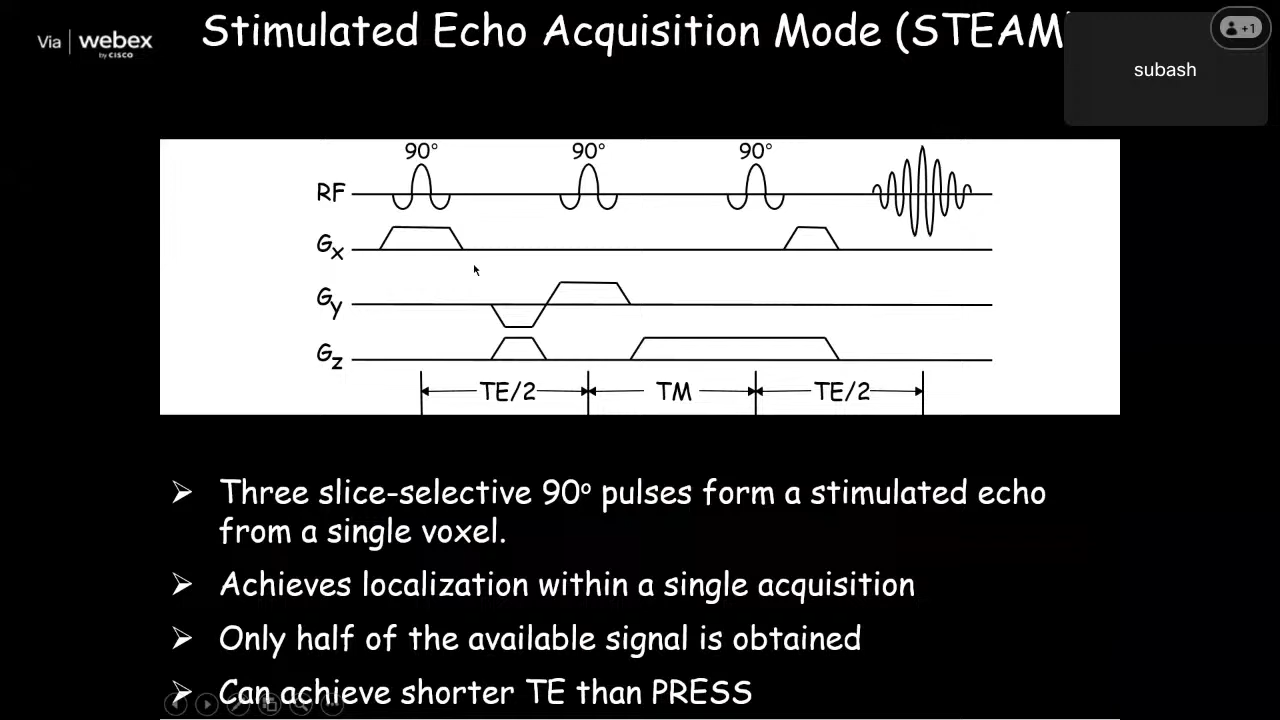 Via webex
by CISCO
Stimulated Echo Acquisition Mode (STEAM
+1
subash
90° 90° 90°
RF
Gx
Gy
Gz
TE/2 TM TE/2
➢ Three slice-selective 90º pulses form a stimulated echo
from a single voxel.
➢ Achieves localization within a single acquisition
➢ Only half of the available signal is obtained
➢ Can achieve shorter TE than PRESS